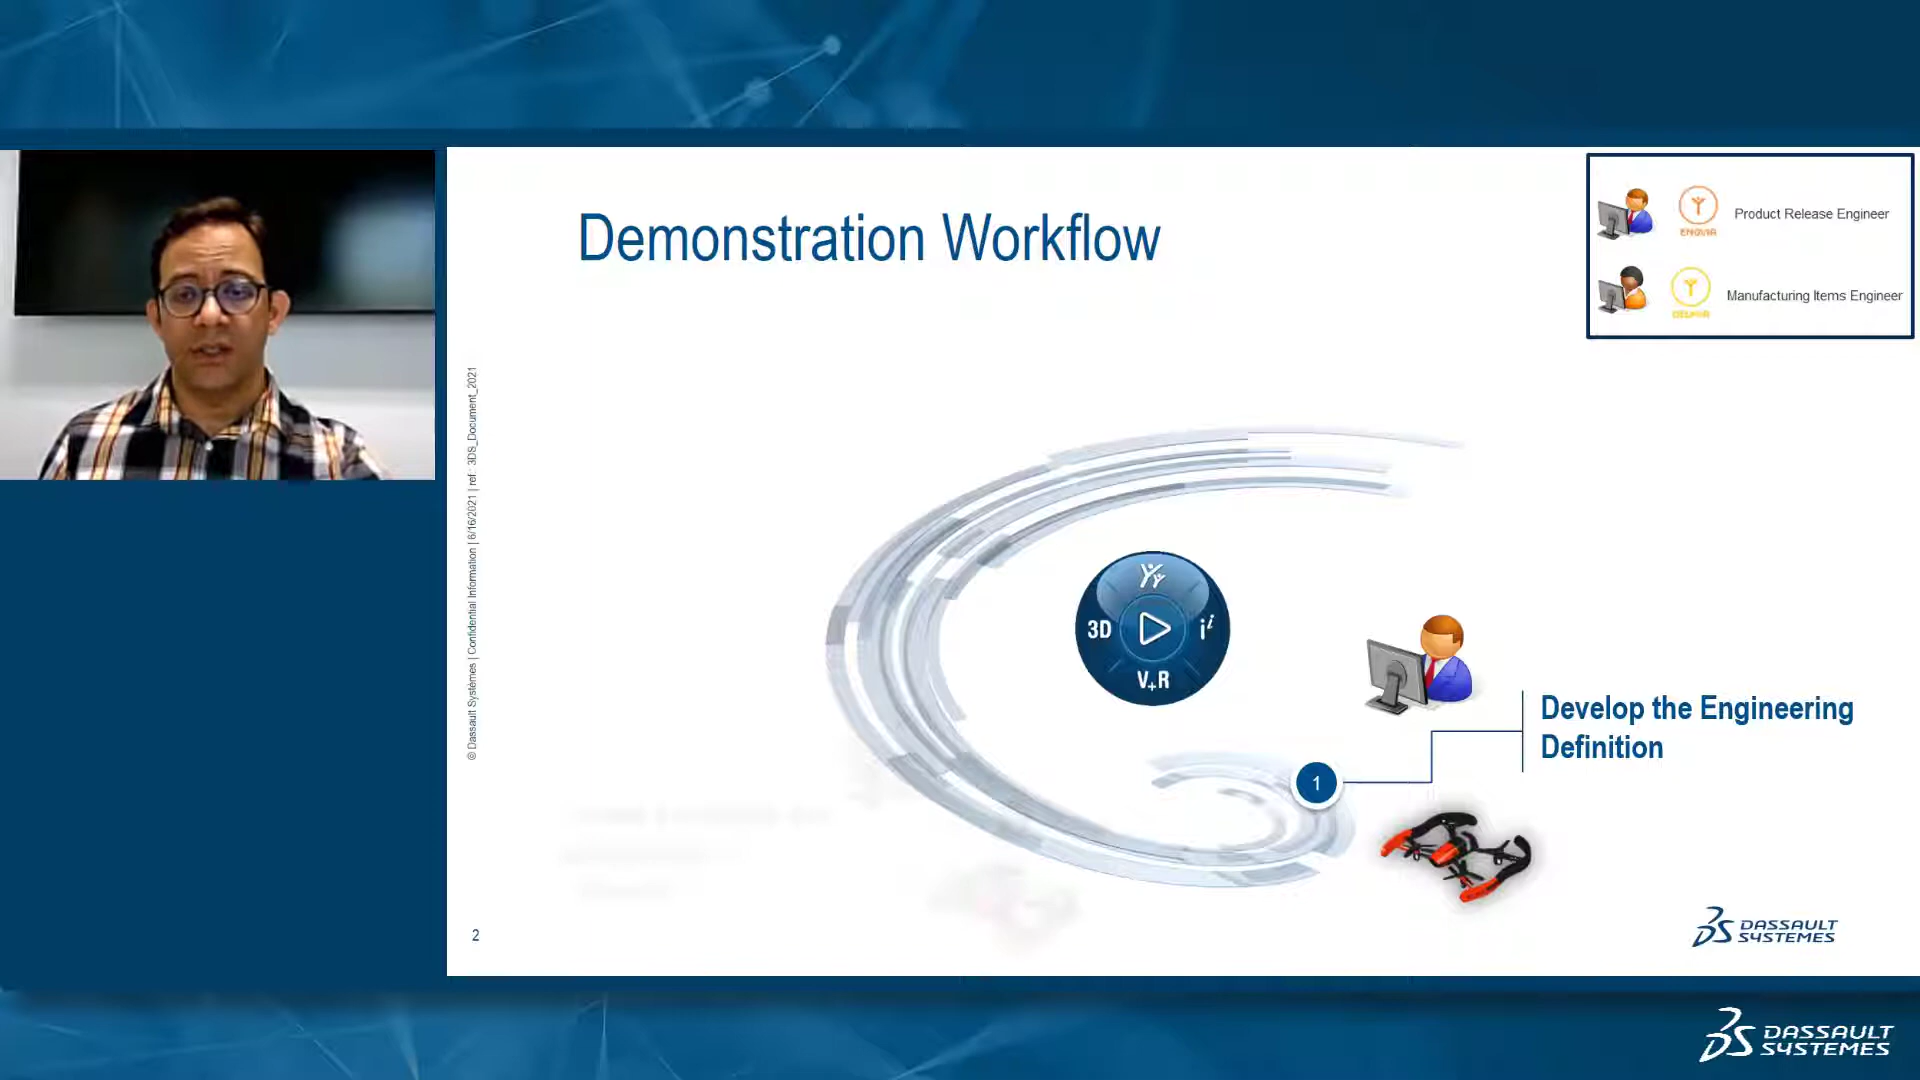 Demonstration Workflow
ENOVIA
Product Release Engineer
DELMIA
Manufacturing Items Engineer
© Dassault Systèmes | Confidential Information | 6/16/2021 | ref.: 3DS_Document_2021
3D
i
V+R
Develop the Engineering
Definition
1
2
DASSAULT
SYSTEMES
DASSAULT
SYSTEMES